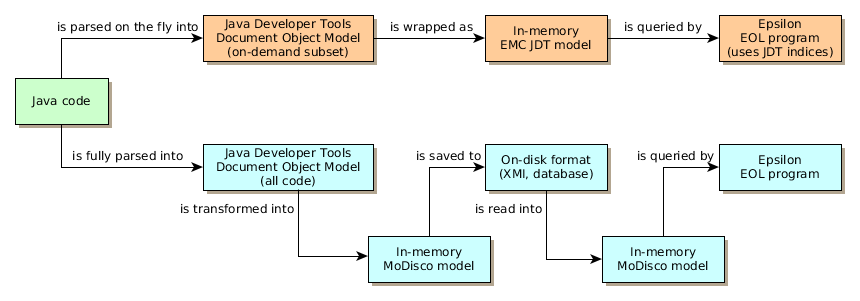 is parsed on the fly into
Java Developer Tools
Document Object Model
(on-demand subset)
is wrapped as
In-memory
EMC JDT model
is queried by
Epsilon
EOL program
(uses JDT indices)
Java code
is fully parsed into
Java Developer Tools
Document Object Model
(all code)
is transformed into
In-memory
MoDisco model
is saved to
On-disk format
(XMI, database)
is read into
In-memory
MoDisco model
is queried by
Epsilon
EOL program